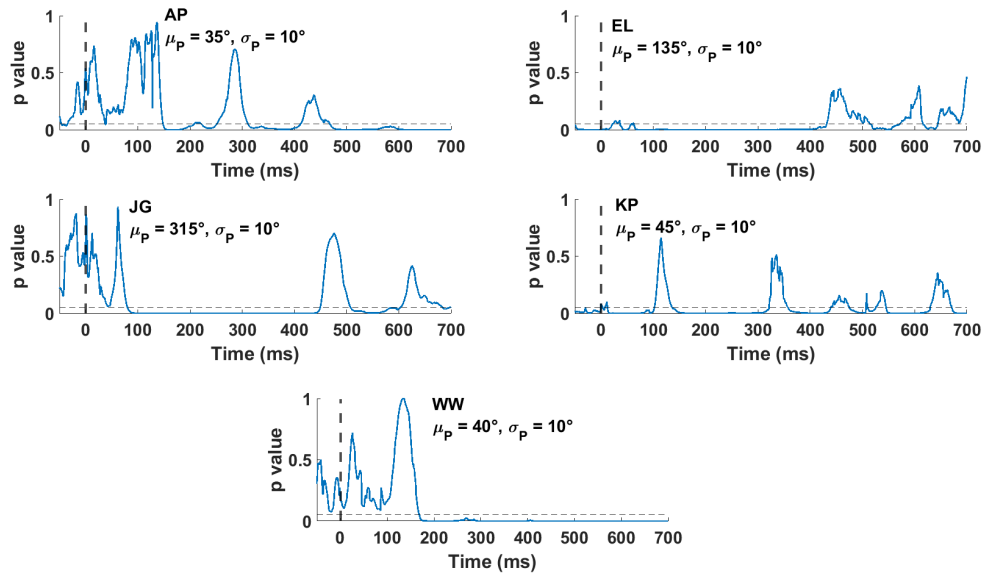 AP
μP = 35°, σP = 10°
p value
1
0.5
0
0 100 200 300 400 500 600 700
Time (ms)
EL
μP = 135°, σP = 10°
p value
1
0.5
0
0 100 200 300 400 500 600 700
Time (ms)
JG
μP = 315°, σP = 10°
p value
1
0.5
0
0 100 200 300 400 500 600 700
Time (ms)
KP
μP = 45°, σP = 10°
p value
1
0.5
0
0 100 200 300 400 500 600 700
Time (ms)
WW
μP = 40°, σP = 10°
p value
1
0.5
0
0 100 200 300 400 500 600 700
Time (ms)